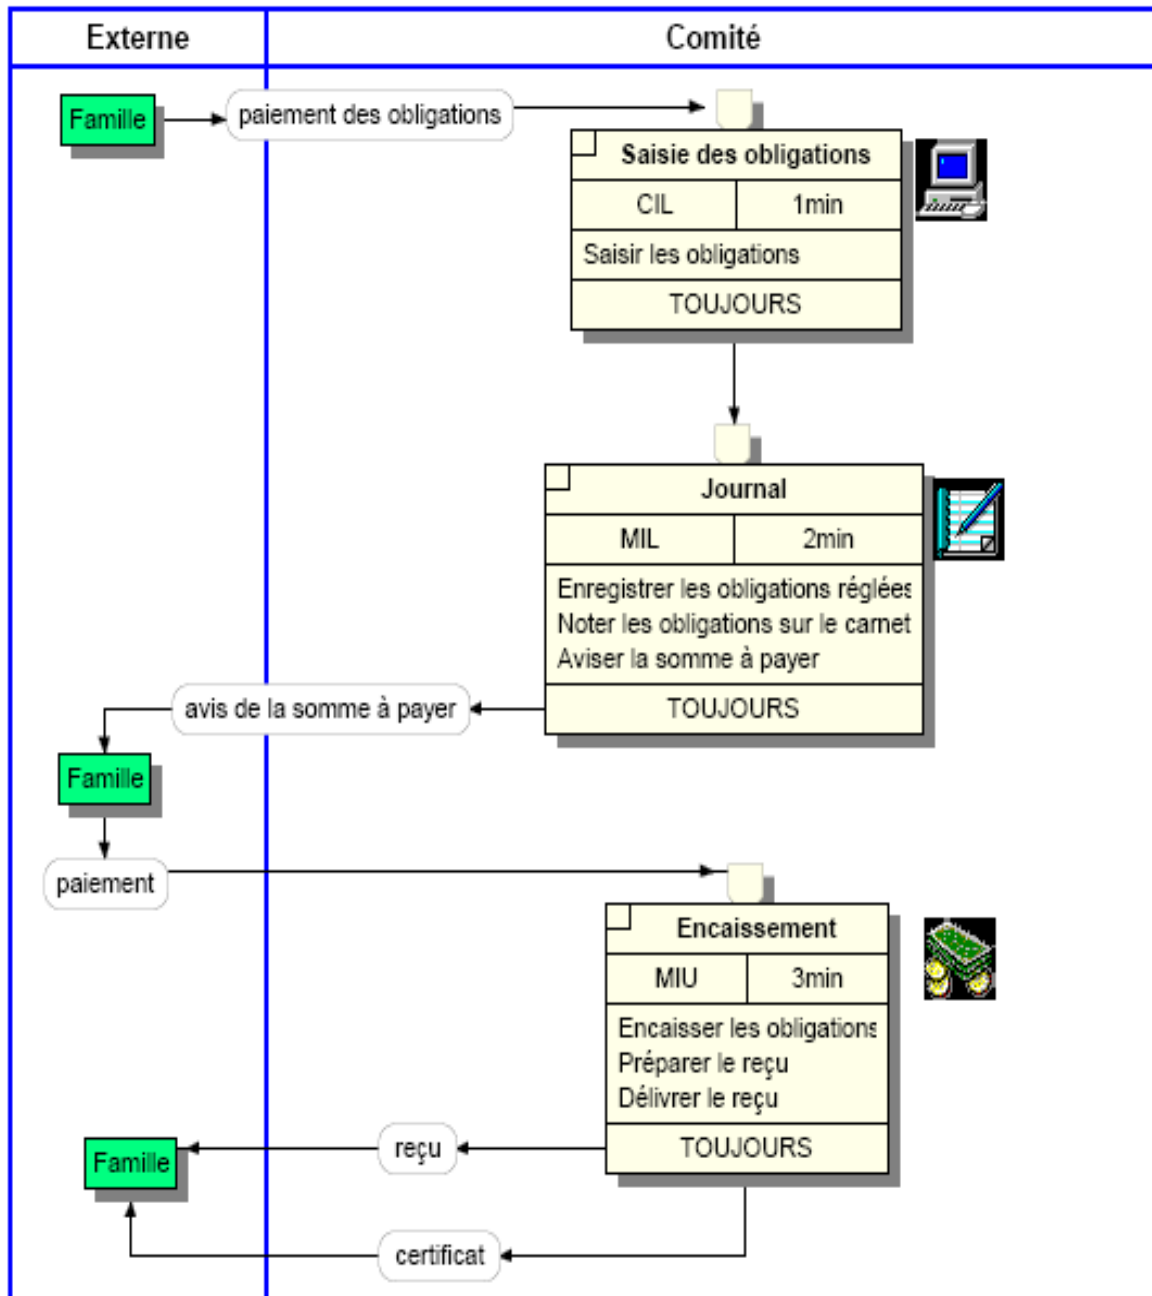 Externe
Comité
Famille
paiement des obligations
Saisie des obligations
CIL
1min
Saisir les obligations
TOUJOURS
Journal
MIL
2min
Enregistrer les obligations réglées
Noter les obligations sur le carnet
Aviser la somme à payer
TOUJOURS
avis de la somme à payer
Famille
paiement
Encaissement
MIU
3min
Encaisser les obligations
Préparer le reçu
Délivrer le reçu
TOUJOURS
reçu
Famille
certificat